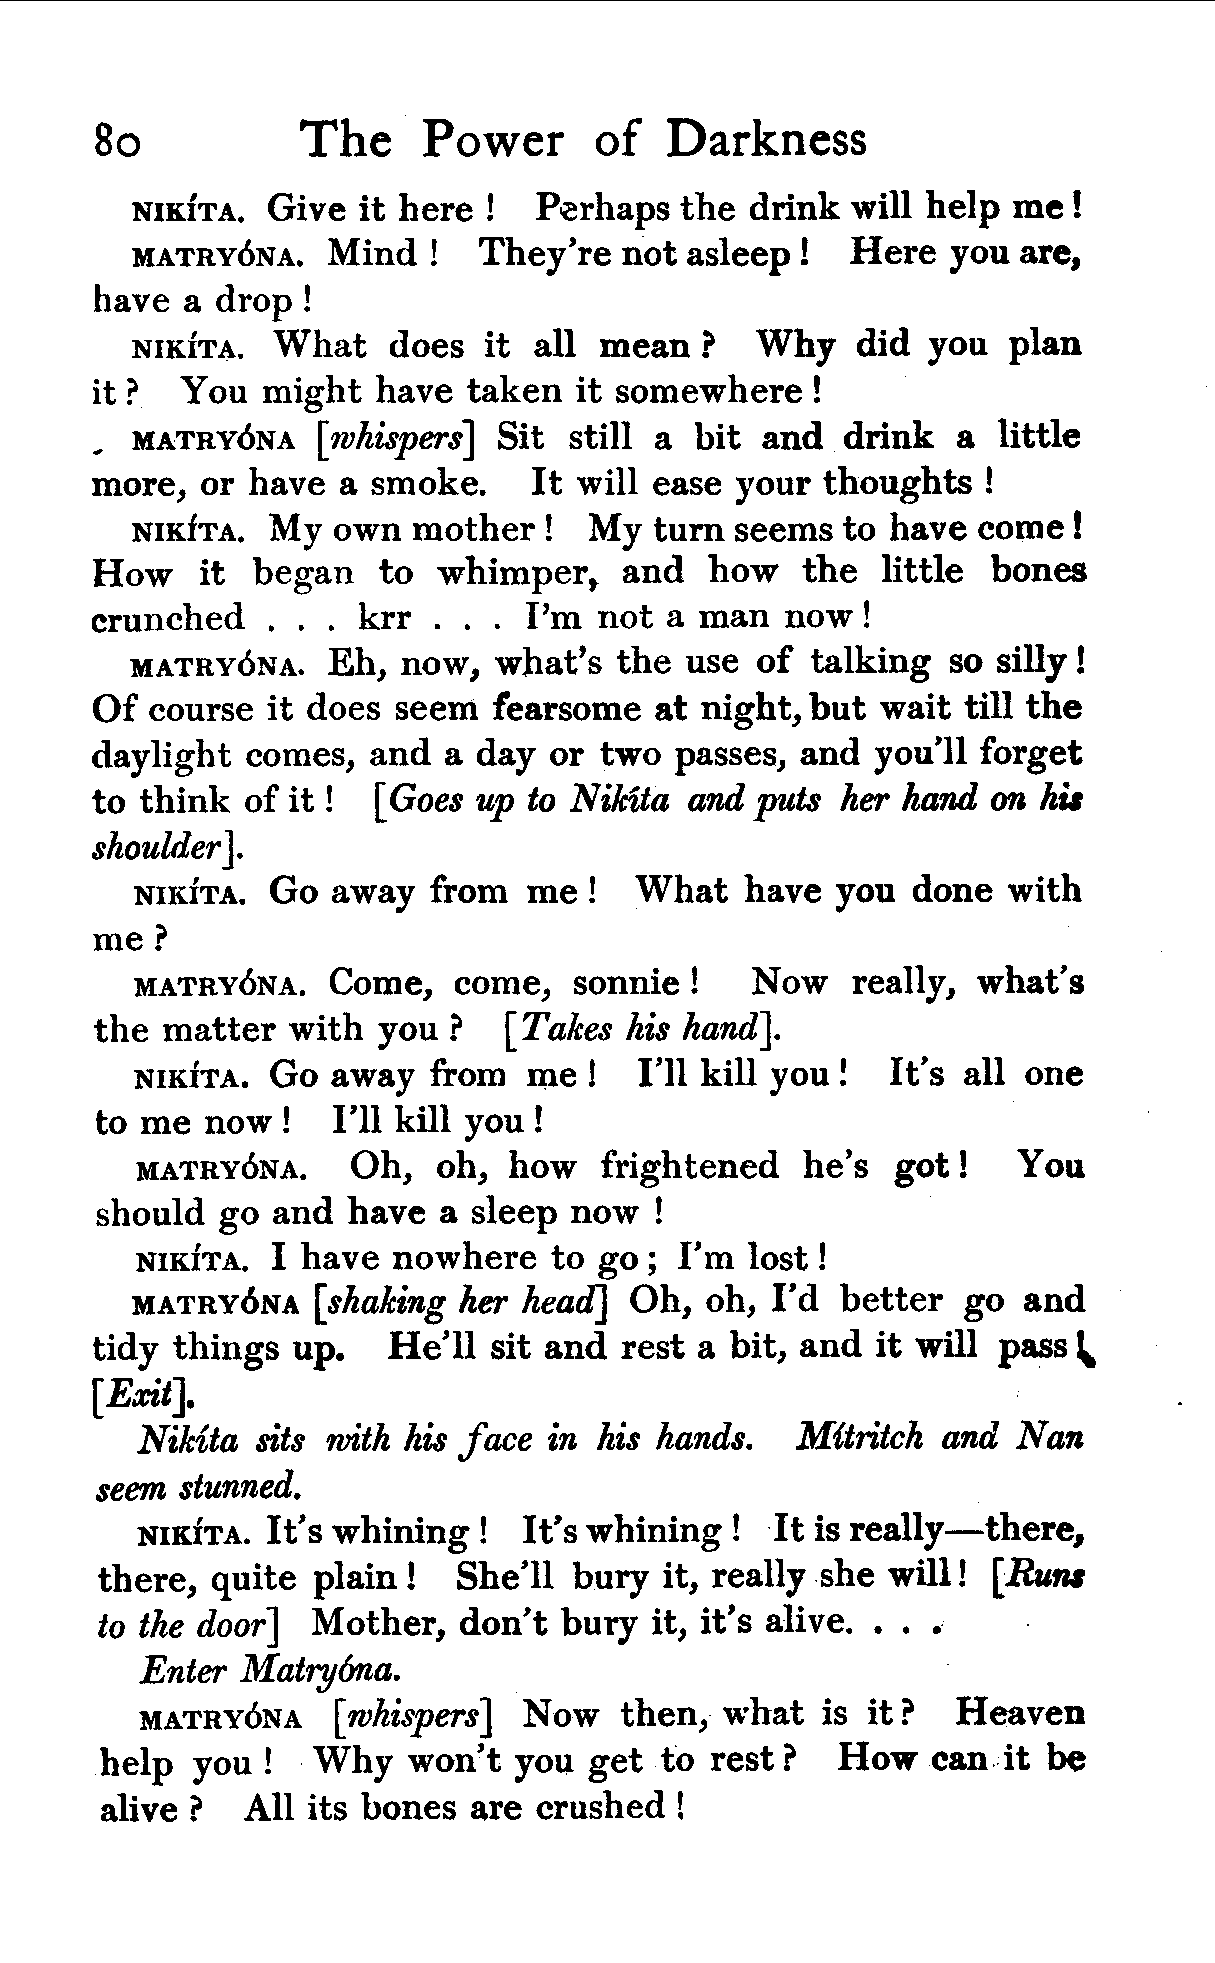 80 The Power of Darkness
NIKÍTA. Give it here ! Perhaps the drink will help me !
MATRYÓNA. Mind ! They're not asleep ! Here you are,
have a drop !
NIKÍTA. What does it all mean ? Why did you plan
it ? You might have taken it somewhere !
MATRYÓNA [whispers] Sit still a bit and drink a little
more, or have a smoke. It will ease your thoughts !
NIKÍTA. My own mother ! My turn seems to have come !
How it began to whimper, and how the little bones
crunched . . . krr . . . I'm not a man now !
MATRYÓNA. Eh, now, what's the use of talking so silly !
Of course it does seem fearsome at night, but wait till the
daylight comes, and a day or two passes, and you'll forget
to think of it ! [Goes up to Nikíta and puts her hand on his
shoulder].
NIKÍTA. Go away from me ! What have you done with
me ?
MATRYÓNA. Come, come, sonnie ! Now really, what's
the matter with you ? [Takes his hand].
NIKÍTA. Go away from me ! I'll kill you ! It's all one
to me now ! I'll kill you !
MATRYÓNA. Oh, oh, how frightened he's got ! You
should go and have a sleep now !
NIKÍTA. I have nowhere to go ; I'm lost !
MATRYÓNA [shaking her head] Oh, oh, I'd better go and
tidy things up. He'll sit and rest a bit, and it will pass !
[Exit].
Nikíta sits with his face in his hands. Mítritch and Nan
seem stunned.
NIKÍTA. It's whining ! It's whining ! It is really—there,
there, quite plain ! She'll bury it, really she will ! [Runs
to the door] Mother, don't bury it, it's alive. . . .
Enter Matryóna.
MATRYÓNA [whispers] Now then, what is it ? Heaven
help you ! Why won't you get to rest ? How can it be
alive ? All its bones are crushed !